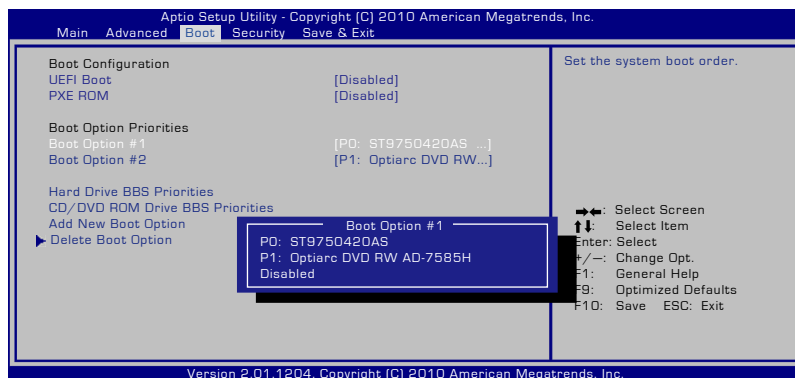 Aptio Setup Utility - Copyright (C) 2010 American Megatrends, Inc.
Main Advanced Boot Security Save & Exit
Boot Configuration
UEFI Boot [Disabled]
PXE ROM [Disabled]
Boot Option Priorities
Boot Option #1 [P0: ST9750420AS ...]
Boot Option #2 [P1: Optiarc DVD RW...]
Hard Drive BBS Priorities
CD/DVD ROM Drive BBS Priorities
Add New Boot Option
Delete Boot Option
Boot Option #1
P0: ST9750420AS
P1: Optiarc DVD RW AD-7585H
Disabled
Set the system boot order.
→←: Select Screen
↑↓: Select Item
Enter: Select
+/—: Change Opt.
F1: General Help
F9: Optimized Defaults
F10: Save ESC: Exit
Version 2.01.1204. Copyright (C) 2010 American Megatrends, Inc.